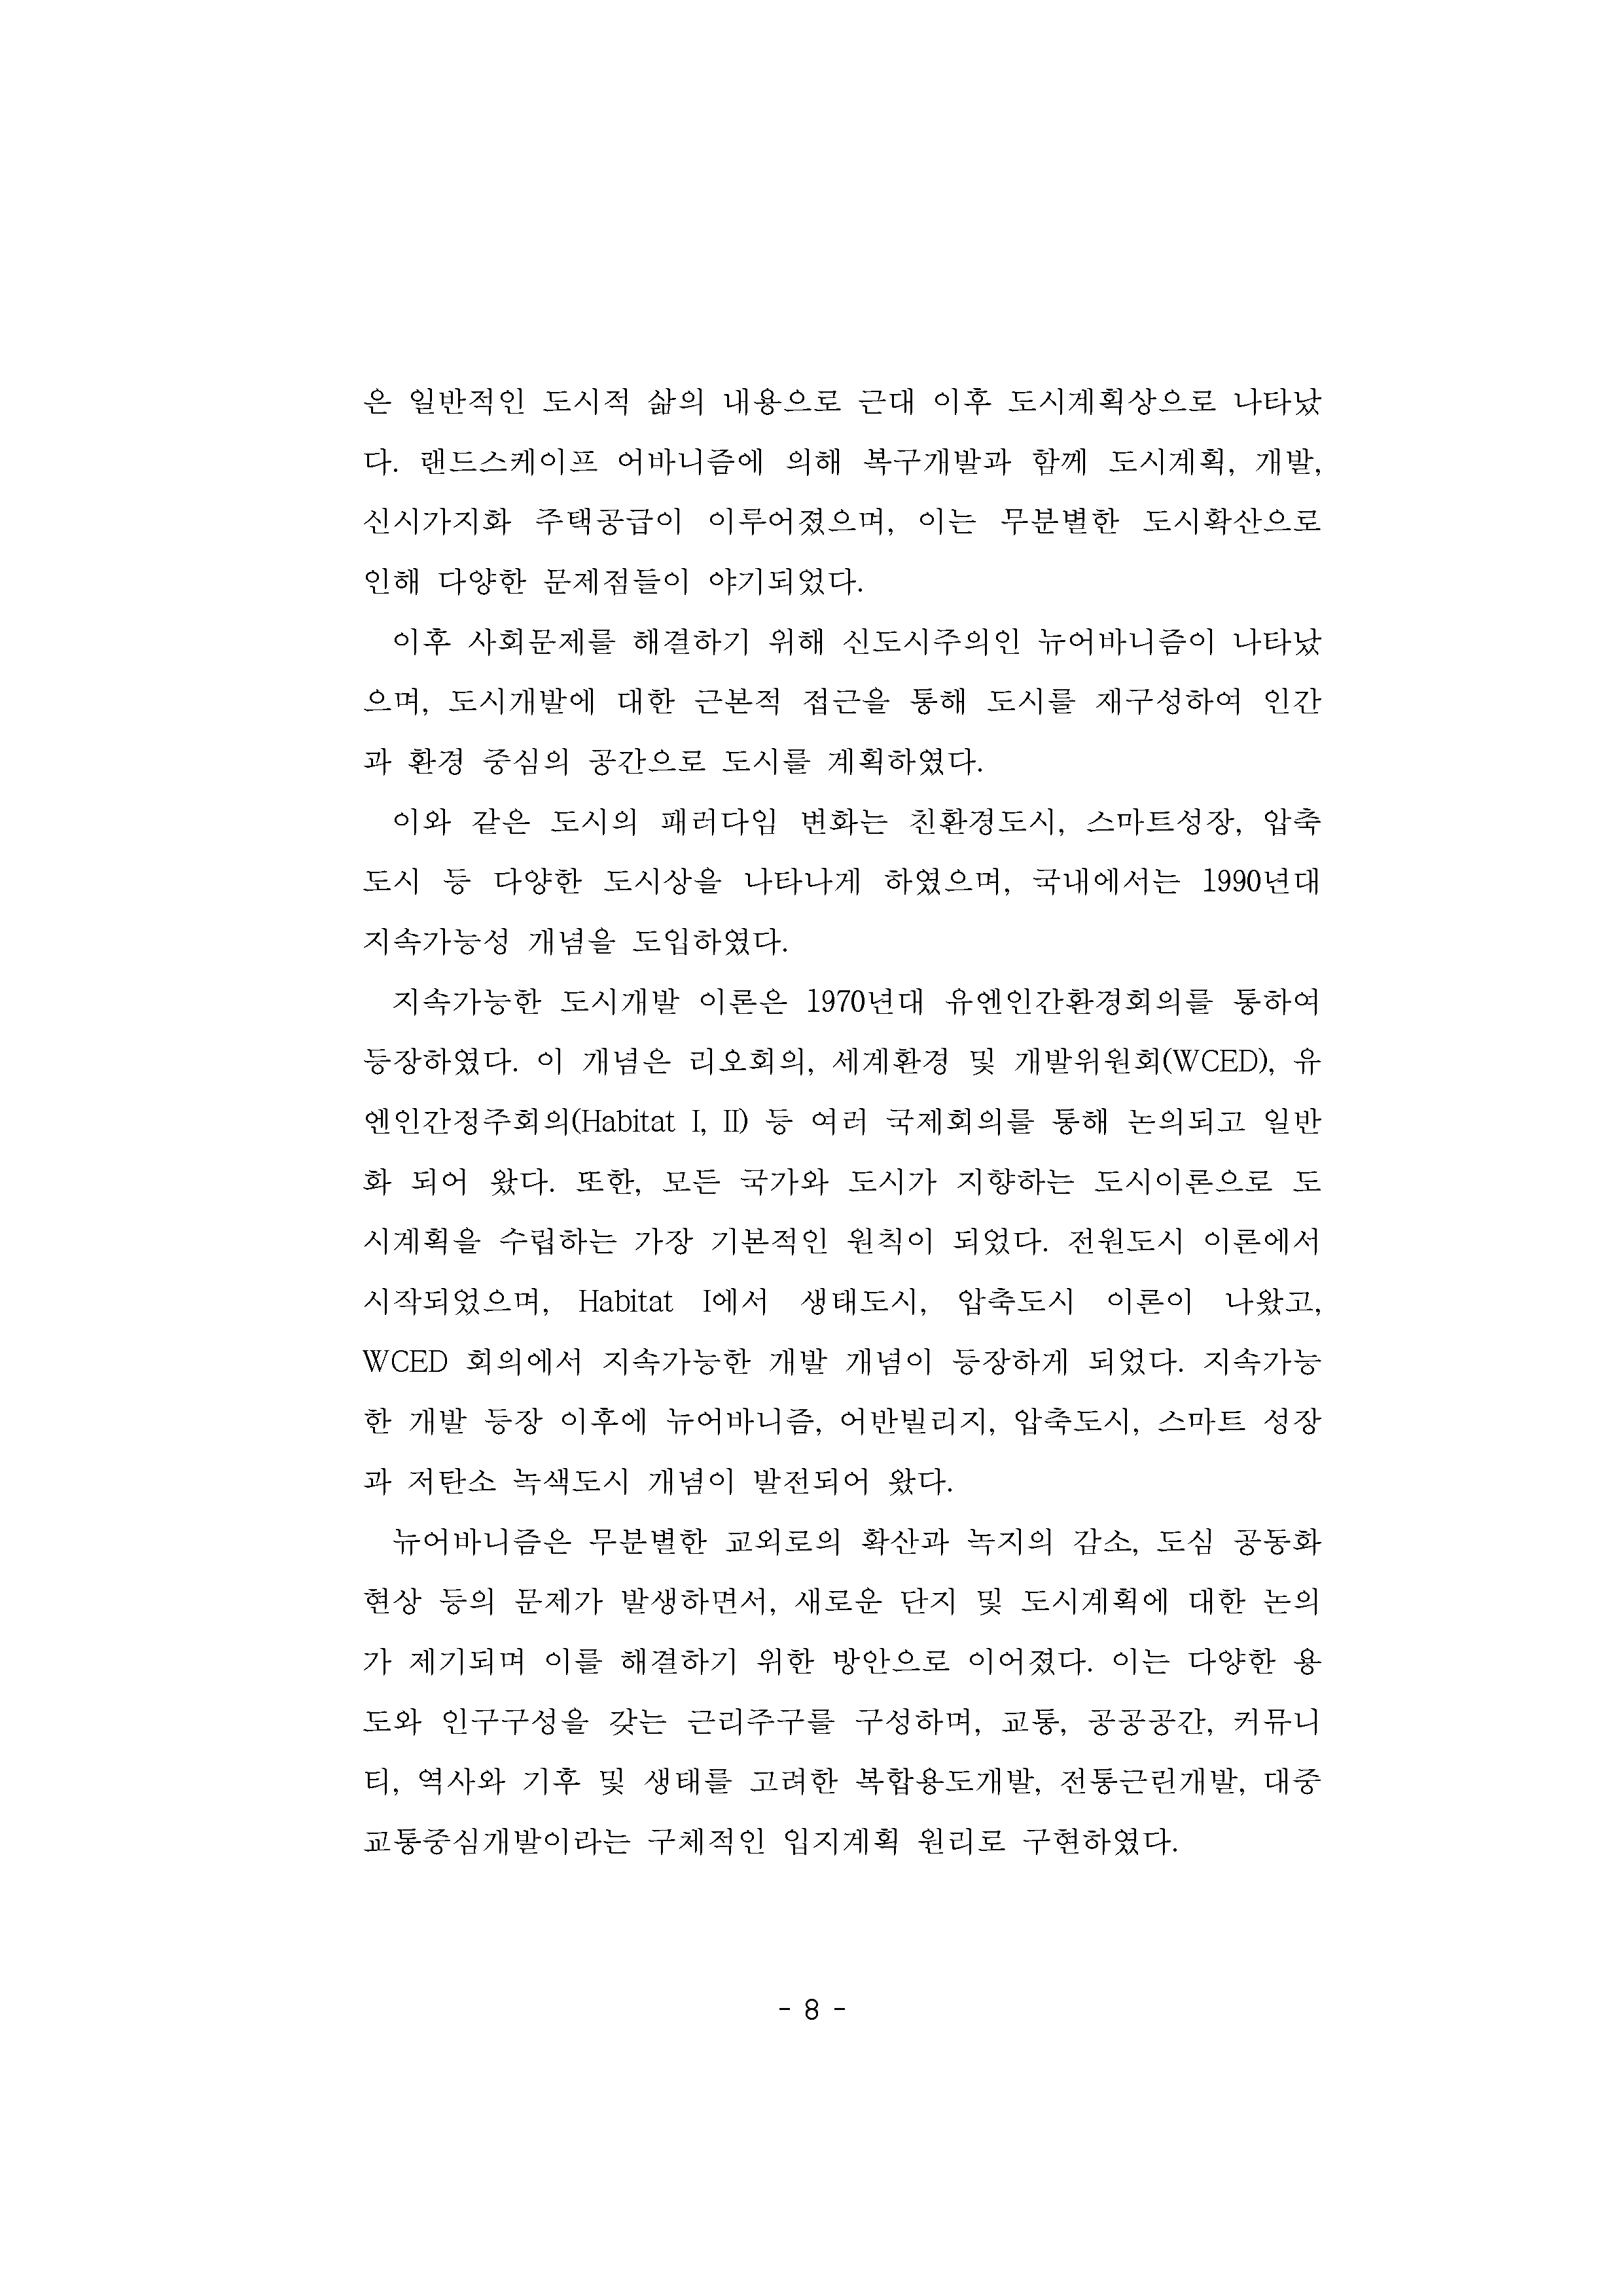 은 일반적인 도시적 삶의 내용으로 근대 이후 도시계획상으로 나타났
다. 랜드스케이프 어바니즘에 의해 복구개발과 함께 도시계획, 개발,
신시가지화 주택공급이 이루어졌으며, 이는 무분별한 도시확산으로
인해 다양한 문제점들이 야기되었다.
이후 사회문제를 해결하기 위해 신도시주의인 뉴어바니즘이 나타났
으며, 도시개발에 대한 근본적 접근을 통해 도시를 재구성하여 인간
과 환경 중심의 공간으로 도시를 계획하였다.
이와 같은 도시의 패러다임 변화는 친환경도시, 스마트성장, 압축
도시 등 다양한 도시상을 나타나게 하였으며, 국내에서는 1990년대
지속가능성 개념을 도입하였다.
지속가능한 도시개발 이론은 1970년대 유엔인간환경회의를 통하여
등장하였다. 이 개념은 리오회의, 세계환경 및 개발위원회(WCED), 유
엔인간정주회의(Habitat I, II) 등 여러 국제회의를 통해 논의되고 일반
화 되어 왔다. 또한, 모든 국가와 도시가 지향하는 도시이론으로 도
시계획을 수립하는 가장 기본적인 원칙이 되었다. 전원도시 이론에서
시작되었으며, Habitat I에서 생태도시, 압축도시 이론이 나왔고,
WCED 회의에서 지속가능한 개발 개념이 등장하게 되었다. 지속가능
한 개발 등장 이후에 뉴어바니즘, 어반빌리지, 압축도시, 스마트 성장
과 저탄소 녹색도시 개념이 발전되어 왔다.
뉴어바니즘은 무분별한 교외로의 확산과 녹지의 감소, 도심 공동화
현상 등의 문제가 발생하면서, 새로운 단지 및 도시계획에 대한 논의
가 제기되며 이를 해결하기 위한 방안으로 이어졌다. 이는 다양한 용
도와 인구구성을 갖는 근리주구를 구성하며, 교통, 공공공간, 커뮤니
티, 역사와 기후 및 생태를 고려한 복합용도개발, 전통근린개발, 대중
교통중심개발이라는 구체적인 입지계획 원리로 구현하였다.
- 8 -